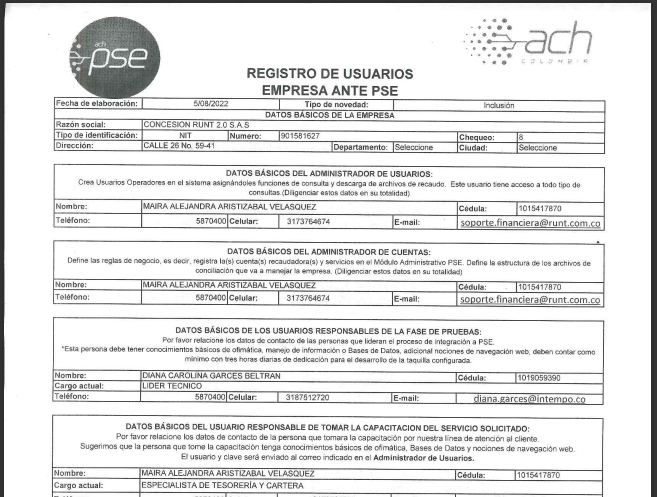 ach
pse
ach
COLOMBIA
REGISTRO DE USUARIOS
EMPRESA ANTE PSE
Fecha de elaboración: 5/08/2022 Tipo de novedad: Inclusión
DATOS BÁSICOS DE LA EMPRESA
Razón social: CONCESION RUNT 2.0 S.A.S
Tipo de identificación: NIT Numero: 901581627 Chequeo: 8
Dirección: CALLE 26 No. 59-41 Departamento: Seleccione Ciudad: Seleccione
DATOS BÁSICOS DEL ADMINISTRADOR DE USUARIOS:
Crea Usuarios Operadores en el sistema asignándoles funciones de consulta y descarga de archivos de recaudo. Este usuario tiene acceso a todo tipo de
consultas.(Diligenciar estos datos en su totalidad)
Nombre: MAIRA ALEJANDRA ARISTIZABAL VELASQUEZ Cédula: 1015417870
Teléfono: 5870400 Celular: 3173764674 E-mail: soporte.financiera@runt.com.co
DATOS BÁSICOS DEL ADMINISTRADOR DE CUENTAS:
Define las reglas de negocio, es decir, registra la(s) cuenta(s) recaudadora(s) y servicios en el Módulo Administrativo PSE. Define la estructura de los archivos de
conciliación que va a manejar la empresa. (Diligenciar estos datos en su totalidad)
Nombre: MAIRA ALEJANDRA ARISTIZABAL VELASQUEZ Cédula: 1015417870
Teléfono: 5870400 Celular: 3173764674 E-mail: soporte.financiera@runt.com.co
DATOS BÁSICOS DE LOS USUARIOS RESPONSABLES DE LA FASE DE PRUEBAS:
Por favor relacione los datos de contacto de las personas que lideran el proceso de integración a PSE.
*Esta persona debe tener conocimientos básicos de ofimática, manejo de información o Bases de Datos, adicional nociones de navegación web, deben contar como
mínimo con tres horas diarias de dedicación para el desarrollo de la taquilla configurada.
Nombre: DIANA CAROLINA GARCES BELTRAN Cédula: 1019059390
Cargo actual: LIDER TECNICO
Teléfono: 5870400 Celular: 3187512720 E-mail: diana.garces@intempo.co
DATOS BÁSICOS DEL USUARIO RESPONSABLE DE TOMAR LA CAPACITACION DEL SERVICIO SOLICITADO:
Por favor relacione los datos de contacto de la persona que tomara la capacitación por nuestra línea de atención al cliente.
Sugerimos que la persona que tome la capacitación tenga conocimientos básicos de ofimática, Bases de Datos y nociones de navegación web.
El usuario y clave será enviado al correo indicado en el Administrador de Usuarios.
Nombre: MAIRA ALEJANDRA ARISTIZABAL VELASQUEZ Cédula: 1015417870
Cargo actual: ESPECIALISTA DE TESORERÍA Y CARTERA